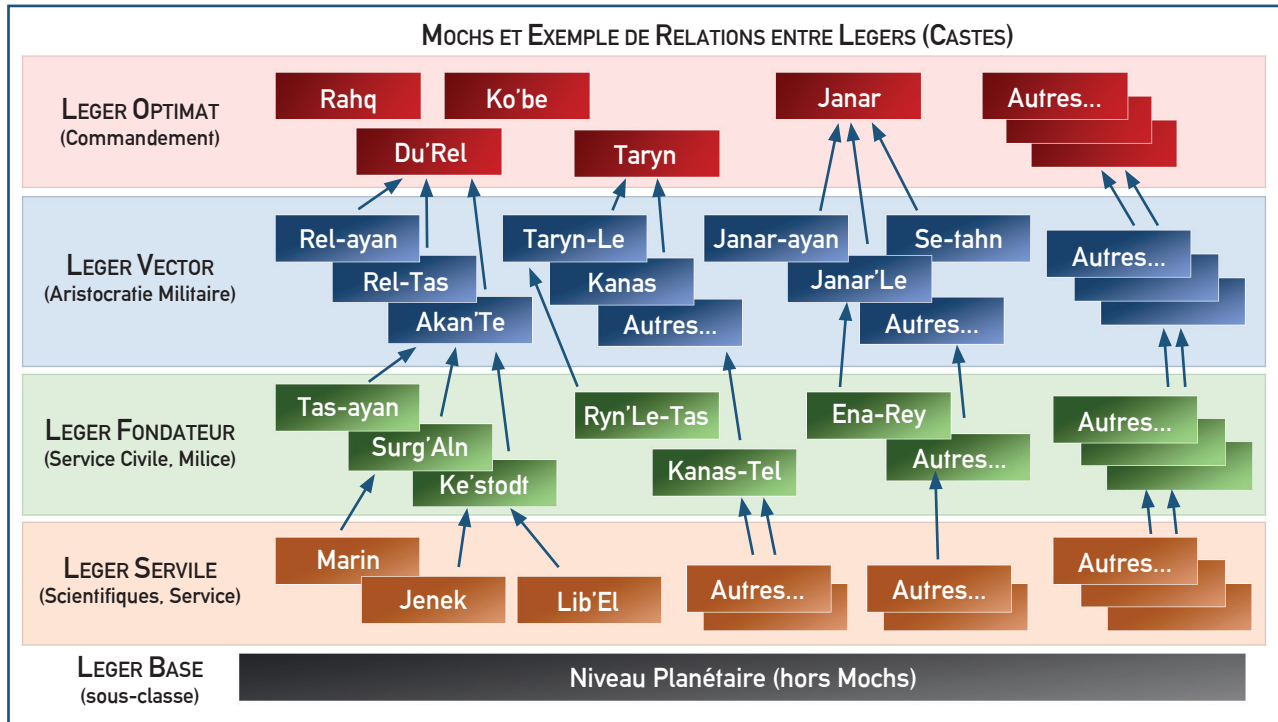 Mochs et Exemple de Relations entre Legers (Castes)
Leger Optimat
(Commandement)
Rahq
Ko'be
Janar
Autres...
Du'Rel
Taryn
Leger Vector
(Aristocratie Militaire)
Rel-ayan
Taryn-Le
Janar-ayan
Se-tahn
Autres...
Rel-Tas
Kanas
Janar'Le
Akan'Te
Autres...
Autres...
Leger Fondateur
(Service Civile, Milice)
Tas-ayan
Ryn'Le-Tas
Ena-Rey
Autres...
Surg'Aln
Kanas-Tel
Autres...
Ke'stodt
Leger Servile
(Scientifiques, Service)
Marin
Jenek
Lib'El
Autres...
Autres...
Autres...
Leger Base
(sous-classe)
Niveau Planétaire (hors Mochs)